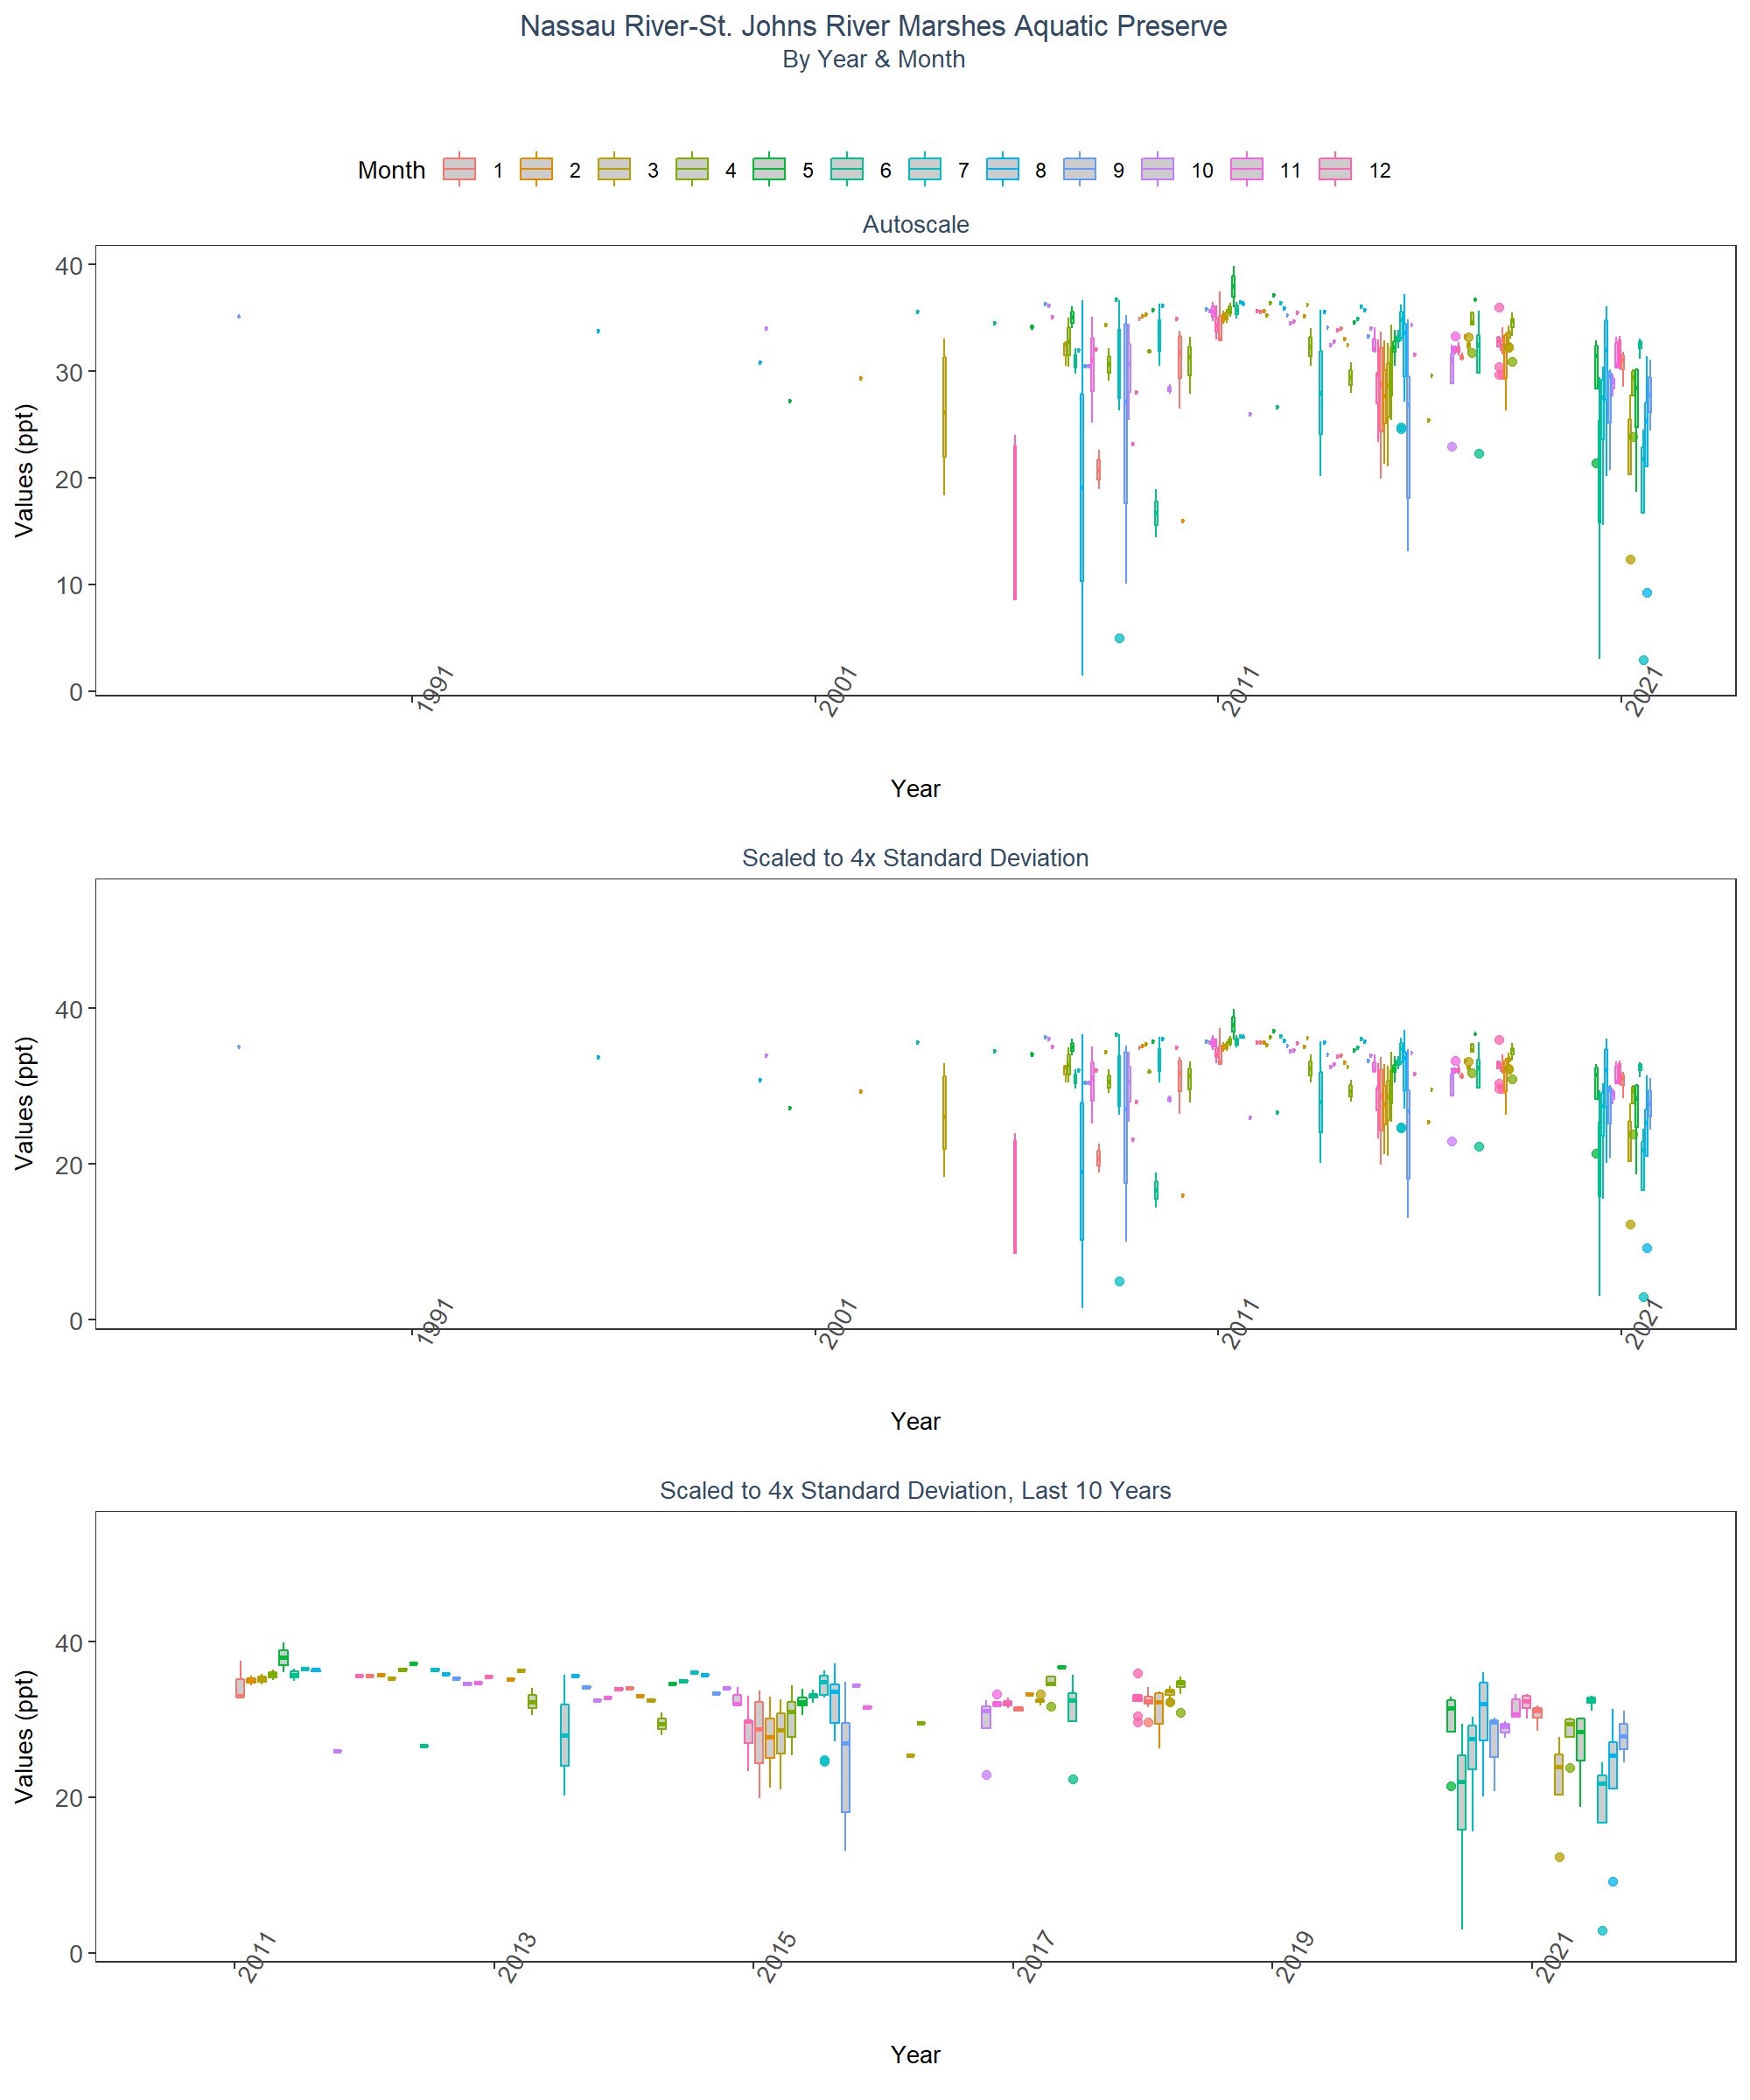 Nassau River-St. Johns River Marshes Aquatic Preserve
By Year & Month
Month 1 2 3 4 5 6 7 8 9 10 11 12
Autoscale
Values (ppt)
40
30
20
10
0
1991 2001 2011 2021
Year
Scaled to 4x Standard Deviation
Values (ppt)
40
20
0
1991 2001 2011 2021
Year
Scaled to 4x Standard Deviation, Last 10 Years
Values (ppt)
40
20
0
2011 2013 2015 2017 2019 2021
Year